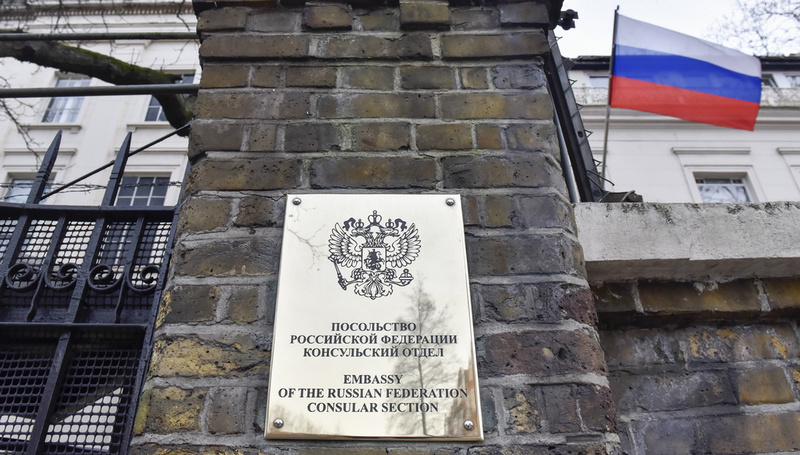 ПОСОЛЬСТВО
РОССИЙСКОЙ ФЕДЕРАЦИИ
КОНСУЛЬСКИЙ ОТДЕЛ
EMBASSY
OF THE RUSSIAN FEDERATION
CONSULAR SECTION